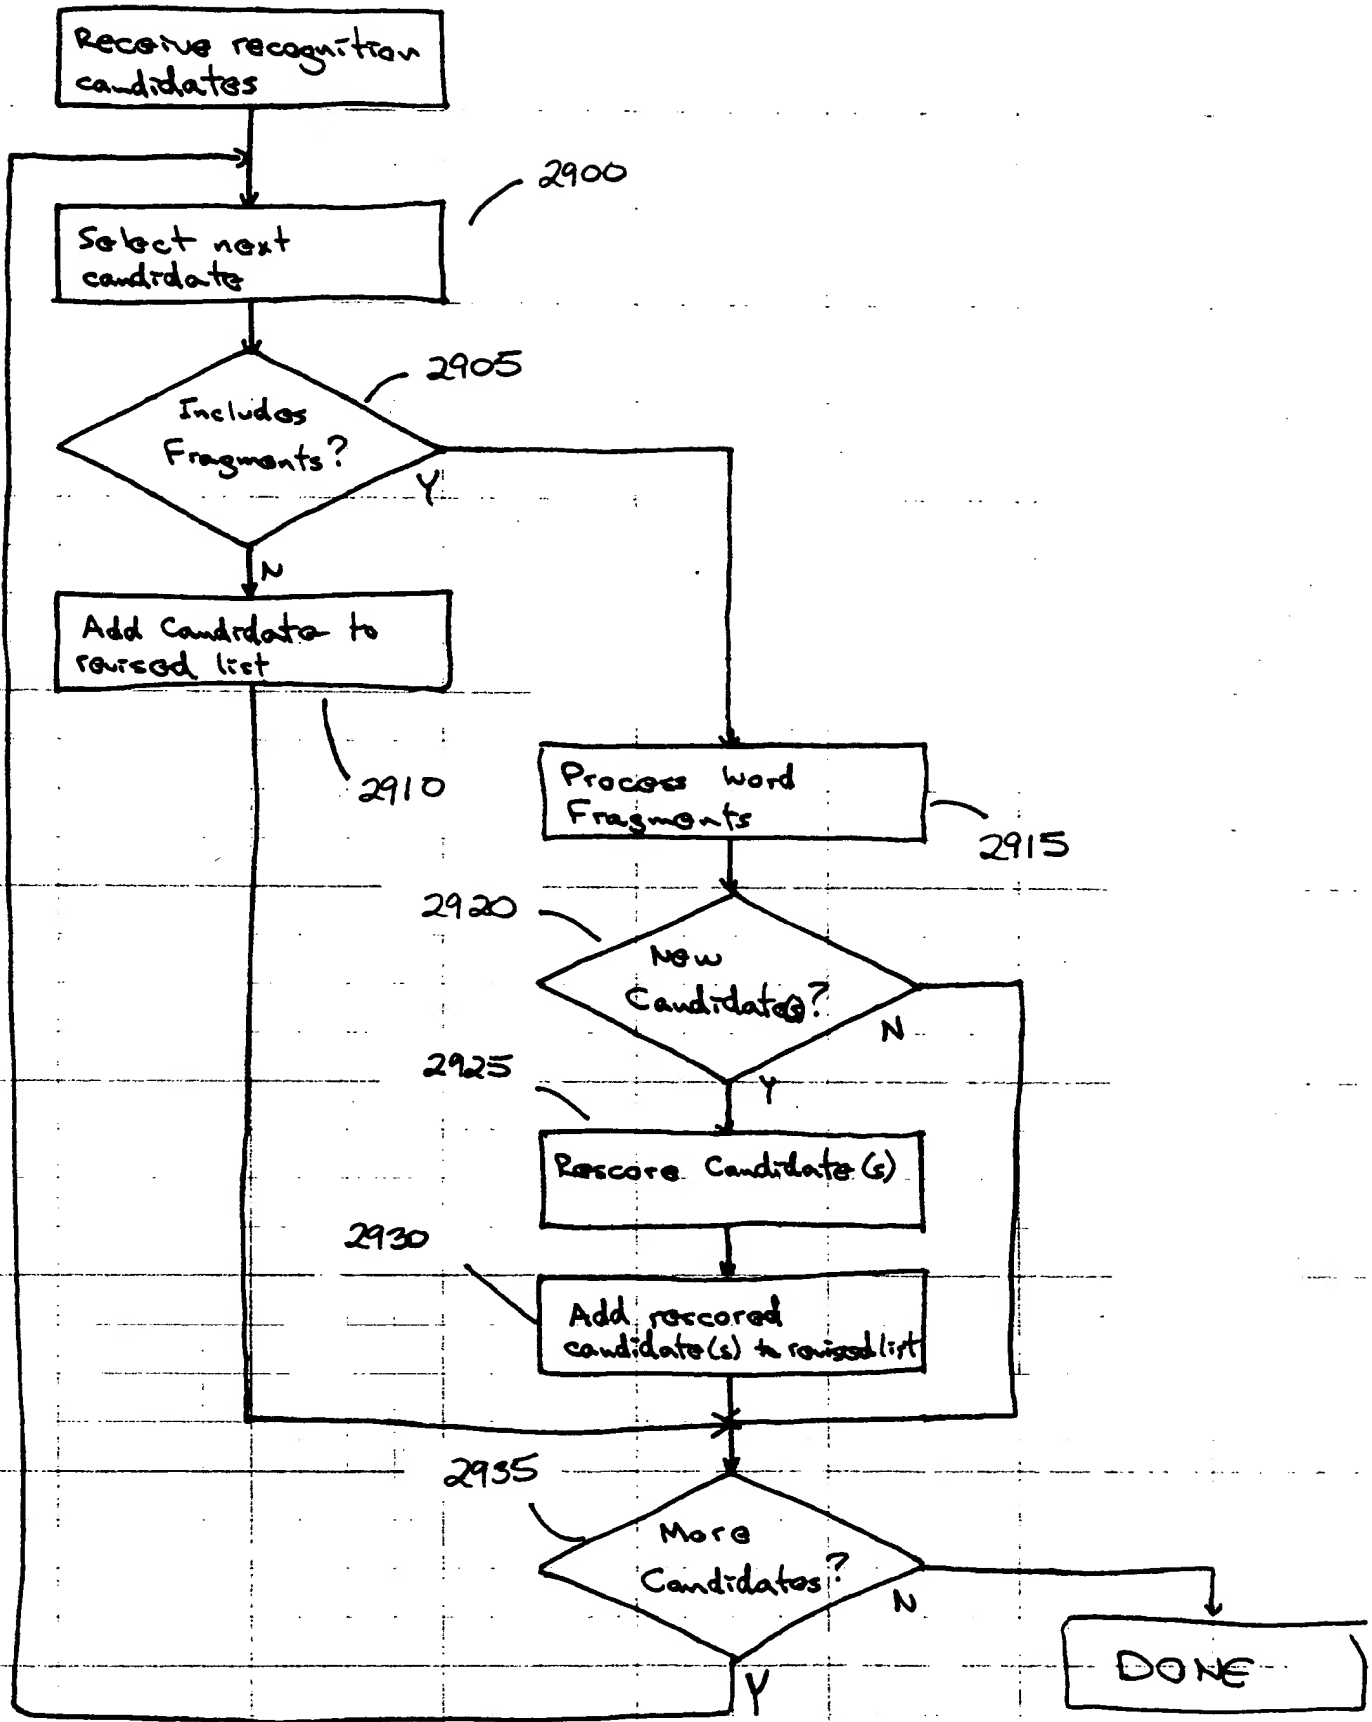 Receive recognition
candidates
2900
Select next
candidate
2905
Includes
Fragments?
Y
N
Add Candidate to
revised list
2910
Process Word
Fragments
2915
2920
New
Candidate(s)?
N
2925
Y
Rescore Candidate(s)
2930
Add rescored
candidate(s) to revised list
2935
More
Candidates?
N
DONE
Y